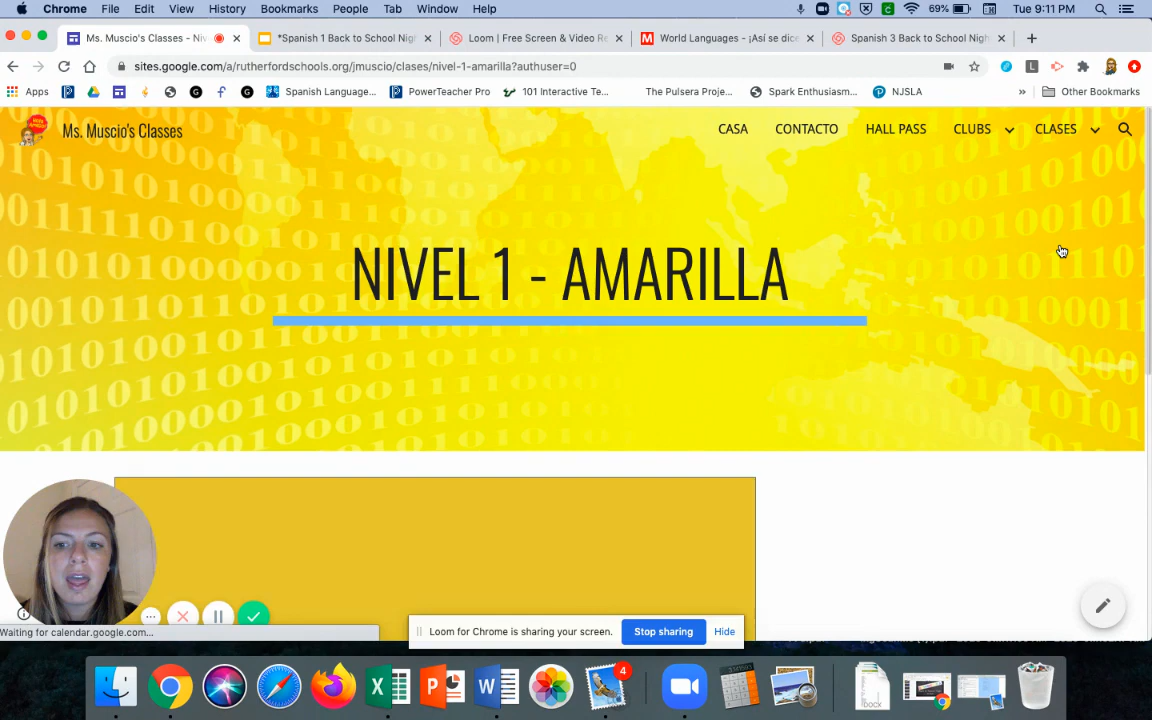 Chrome File Edit View History Bookmarks People Tab Window Help 69% Tue 9:11 PM
Ms. Muscio's Classes - Niv
*Spanish 1 Back to School Nigh
Loom | Free Screen & Video Re
World Languages - ¡Así se dice
Spanish 3 Back to School Nigh
sites.google.com/a/rutherfordschools.org/jmuscio/clases/nivel-1-amarilla?authuser=0
Apps Spanish Language... PowerTeacher Pro 101 Interactive Te... The Pulsera Proje... Spark Enthusiasm... NJSLA » Other Bookmarks
Ms. Muscio's Classes CASA CONTACTO HALL PASS CLUBS CLASES
NIVEL 1 - AMARILLA
Waiting for calendar.google.com...
Loom for Chrome is sharing your screen. Stop sharing Hide
4